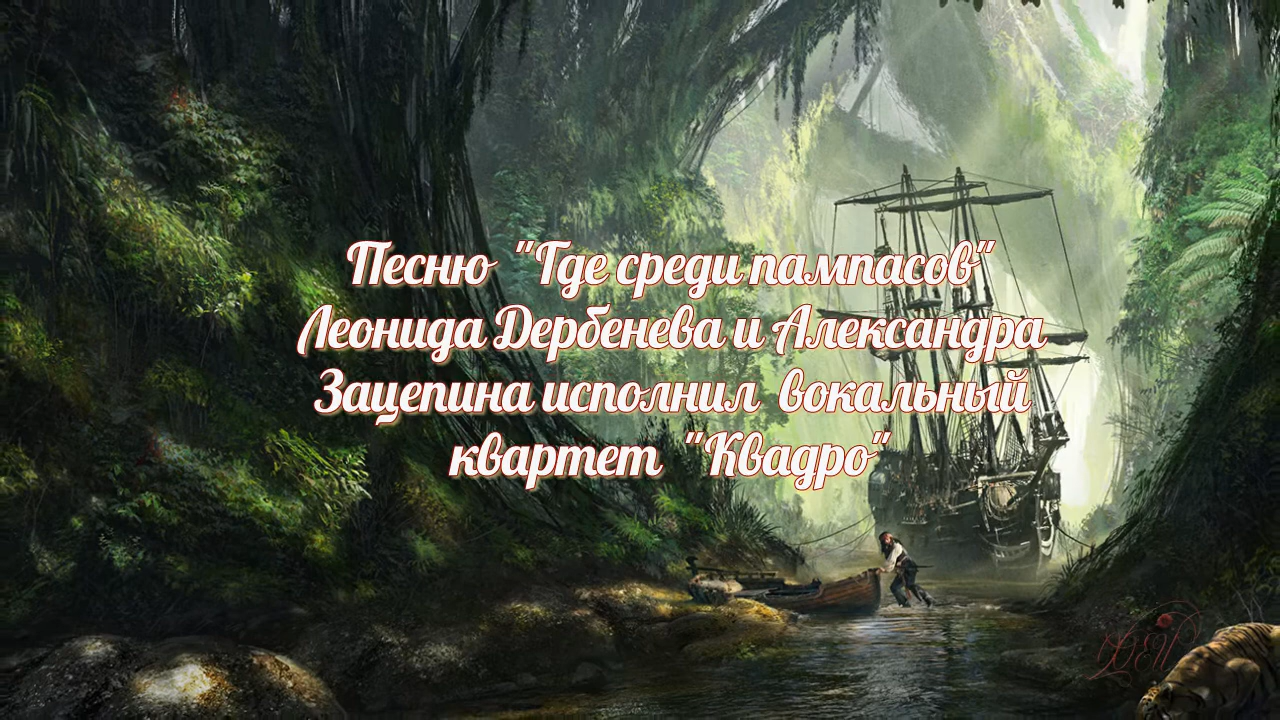 Песню "Где среди пампасов"
Леонида Дербенева и Александра
Зацепина исполнил вокальный
квартет "Квадро"